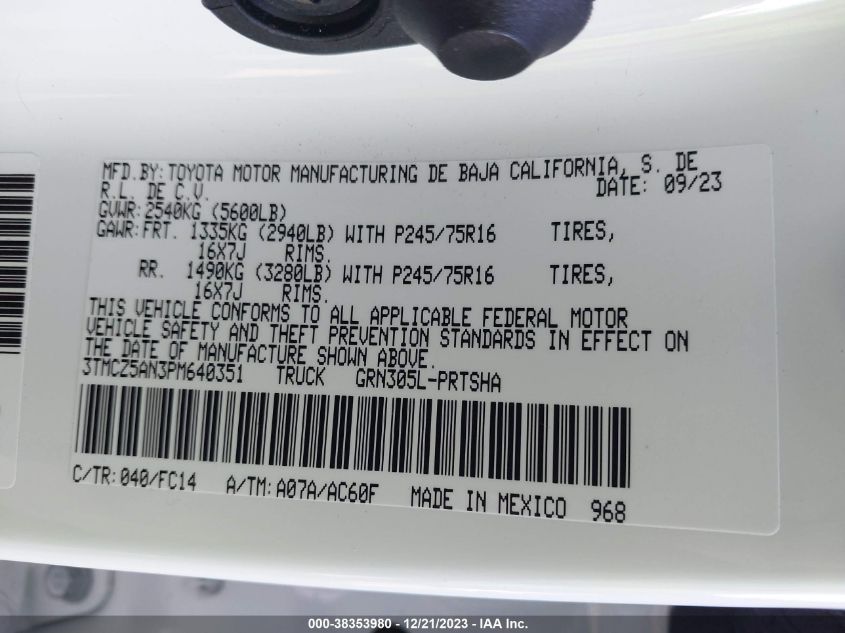 MFD.BY:TOYOTA MOTOR MANUFACTURING DE BAJA CALIFORNIA, S. DE
R.L. DE C.V. DATE: 09/23
GVWR:2540KG (5600LB)
GAWR:FRT. 1335KG (2940LB) WITH P245/75R16 TIRES,
16X7J RIMS.
RR. 1490KG (3280LB) WITH P245/75R16 TIRES,
16X7J RIMS.
THIS VEHICLE CONFORMS TO ALL APPLICABLE FEDERAL MOTOR
VEHICLE SAFETY AND THEFT PREVENTION STANDARDS IN EFFECT ON
THE DATE OF MANUFACTURE SHOWN ABOVE.
3TMCZ5AN3PM640351 TRUCK GRN305L-PRTSHA
C/TR:040/FC14 A/TM:A07A/AC60F MADE IN MEXICO 968
000-38353980 - 12/21/2023 - IAA Inc.